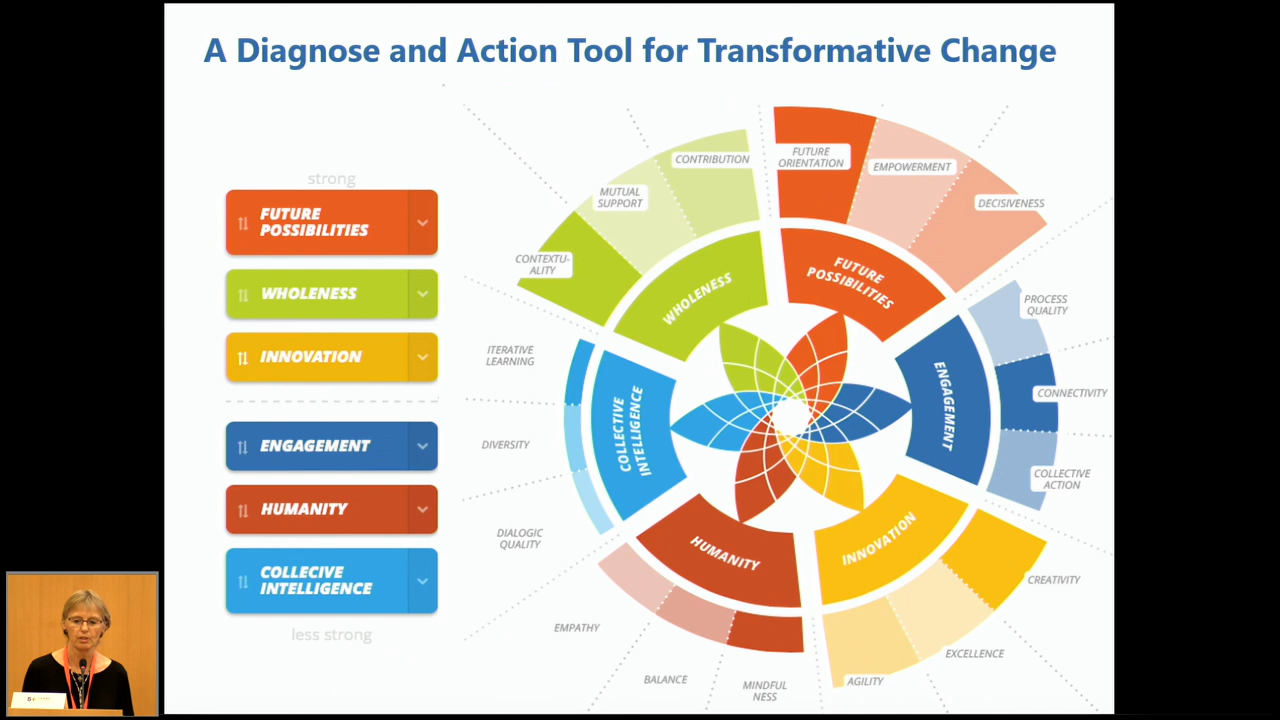 A Diagnose and Action Tool for Transformative Change
strong
FUTURE
POSSIBILITIES
WHOLENESS
INNOVATION
ENGAGEMENT
HUMANITY
COLLECIVE
INTELLIGENCE
less strong
CONTRIBUTION
MUTUAL
SUPPORT
CONTEXTU-
ALITY
WHOLENESS
FUTURE
ORIENTATION
EMPOWERMENT
DECISIVENESS
FUTURE
POSSIBILITIES
PROCESS
QUALITY
CONNECTIVITY
COLLECTIVE
ACTION
ENGAGEMENT
CREATIVITY
EXCELLENCE
AGILITY
INNOVATION
MINDFUL
NESS
BALANCE
EMPATHY
HUMANITY
DIALOGIC
QUALITY
DIVERSITY
ITERATIVE
LEARNING
COLLECTIVE
INTELLIGENCE